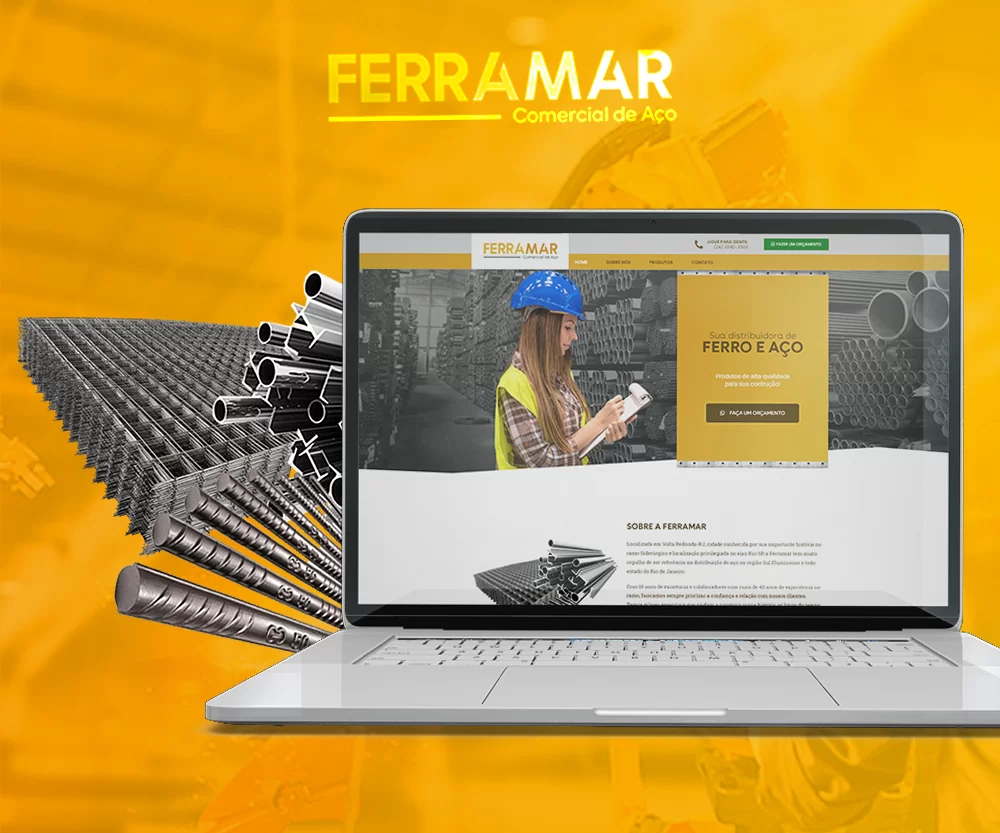 FERRAMAR
Comercial de Aço
FERRAMAR
Comercial de Aço
LIGUE PARA GENTE:
FAZER UM ORÇAMENTO
HOME SOBRE NÓS PRODUTOS CONTATO
Sua distribuidora de
FERRO E AÇO
Produtos de alta qualidade
para sua contrução!
FAÇA UM ORÇAMENTO
SOBRE A FERRAMAR
Localizada em Volta Redonda-RJ, cidade conhecida por sua importante história no
ramo Siderúrgico e localização privilegiada no eixo Rio-SP, a Ferramar tem muito
orgulho de ser referência na distribuição de aço na região Sul Fluminense e todo
estado do Rio de Janeiro.
Com 18 anos de existência e colaboradores com mais de 40 anos de experiência no
ramo, buscamos sempre priorizar a confiança e relação com nossos clientes.